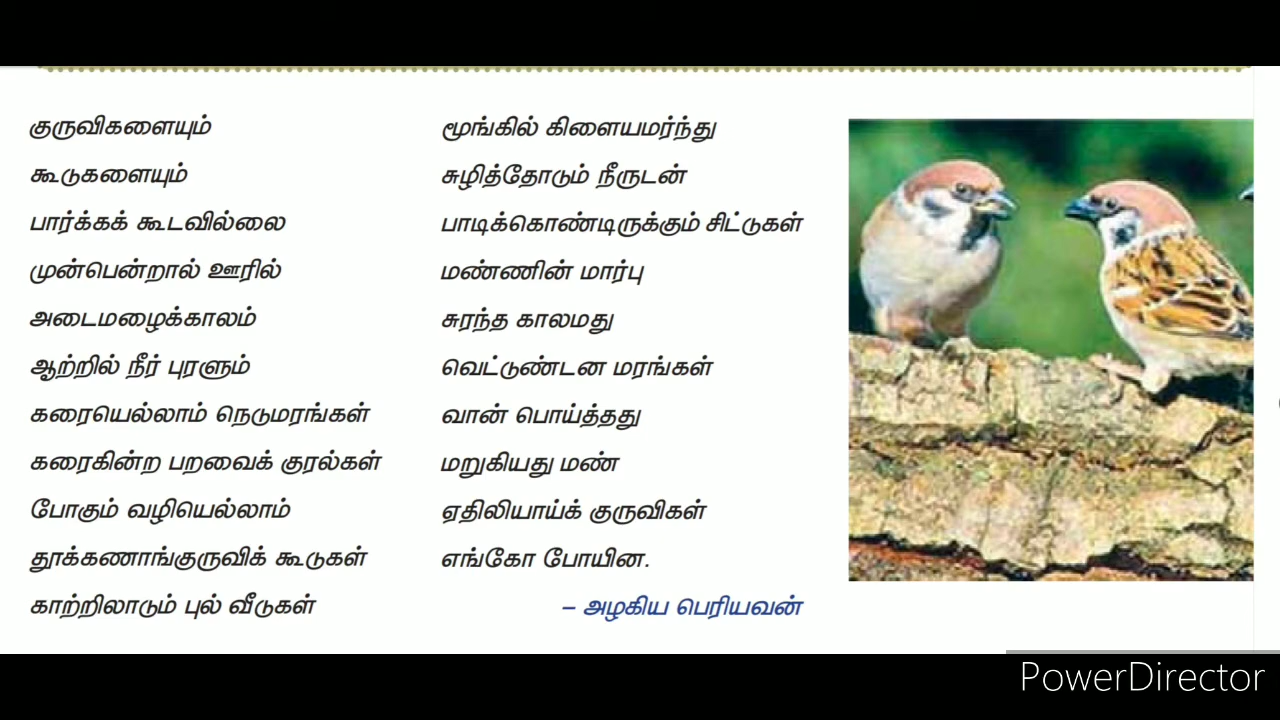 குருவிகளையும்
கூடுகளையும்
பார்க்கக் கூடவில்லை
முன்பென்றால் ஊரில்
அடைமழைக்காலம்
ஆற்றில் நீர் புரளும்
கரையெல்லாம் நெடுமரங்கள்
கரைகின்ற பறவைக் குரல்கள்
போகும் வழியெல்லாம்
தூக்கணாங்குருவிக் கூடுகள்
காற்றிலாடும் புல் வீடுகள்
மூங்கில் கிளையமர்ந்து
சுழித்தோடும் நீருடன்
பாடிக்கொண்டிருக்கும் சிட்டுகள்
மண்ணின் மார்பு
சுரந்த காலமது
வெட்டுண்டன மரங்கள்
வான் பொய்த்தது
மறுகியது மண்
ஏதிலியாய்க் குருவிகள்
எங்கோ போயின.
– அழகிய பெரியவன்
PowerDirector